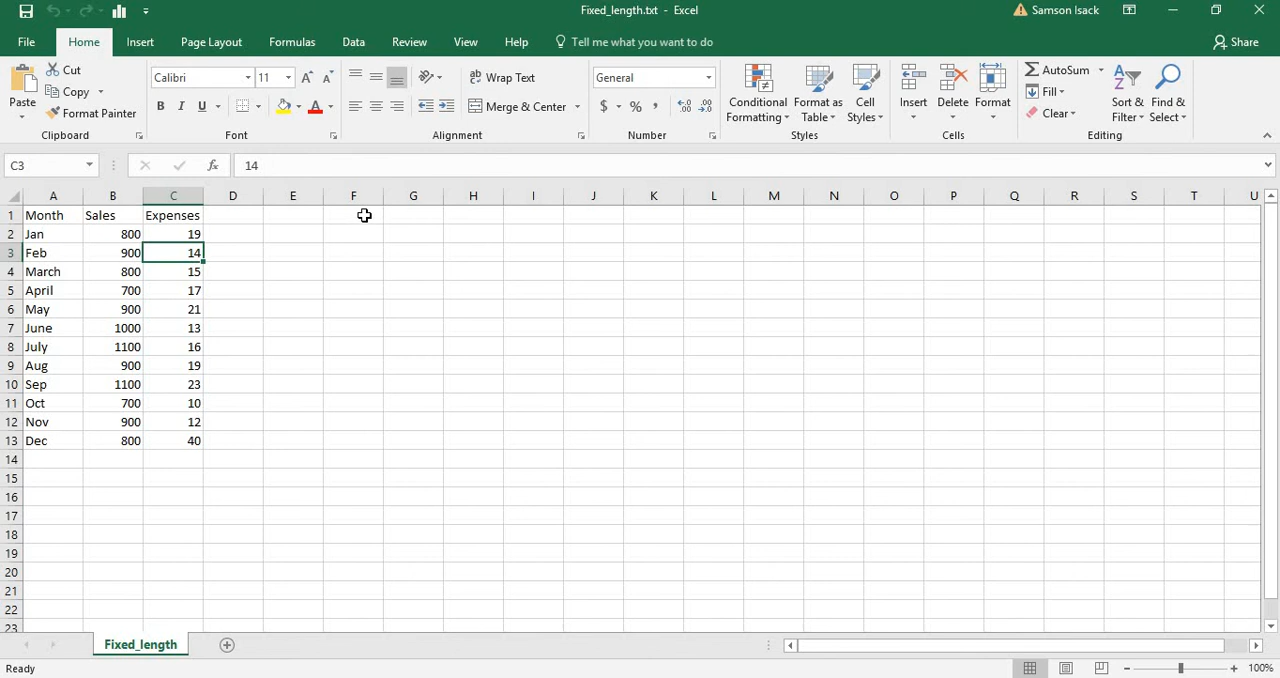 Fixed_length.txt - Excel
Samson Isack
File Home Insert Page Layout Formulas Data Review View Help Tell me what you want to do Share
Paste
Cut
Copy
Format Painter
Clipboard
Calibri 11
B I U
Font
Wrap Text
Merge & Center
Alignment
General
$ % ,
Number
Conditional Formatting
Format as Table
Cell Styles
Styles
Insert Delete Format
Cells
AutoSum
Fill
Clear
Sort & Filter
Find & Select
Editing
C3 fx 14
A B C D E F G H I J K L M N O P Q R S T U
1 Month Sales Expenses
2 Jan 800 19
3 Feb 900 14
4 March 800 15
5 April 700 17
6 May 900 21
7 June 1000 13
8 July 1100 16
9 Aug 900 19
10 Sep 1100 23
11 Oct 700 10
12 Nov 900 12
13 Dec 800 40
14
15
16
17
18
19
20
21
22
23
Fixed_length
Ready
100%